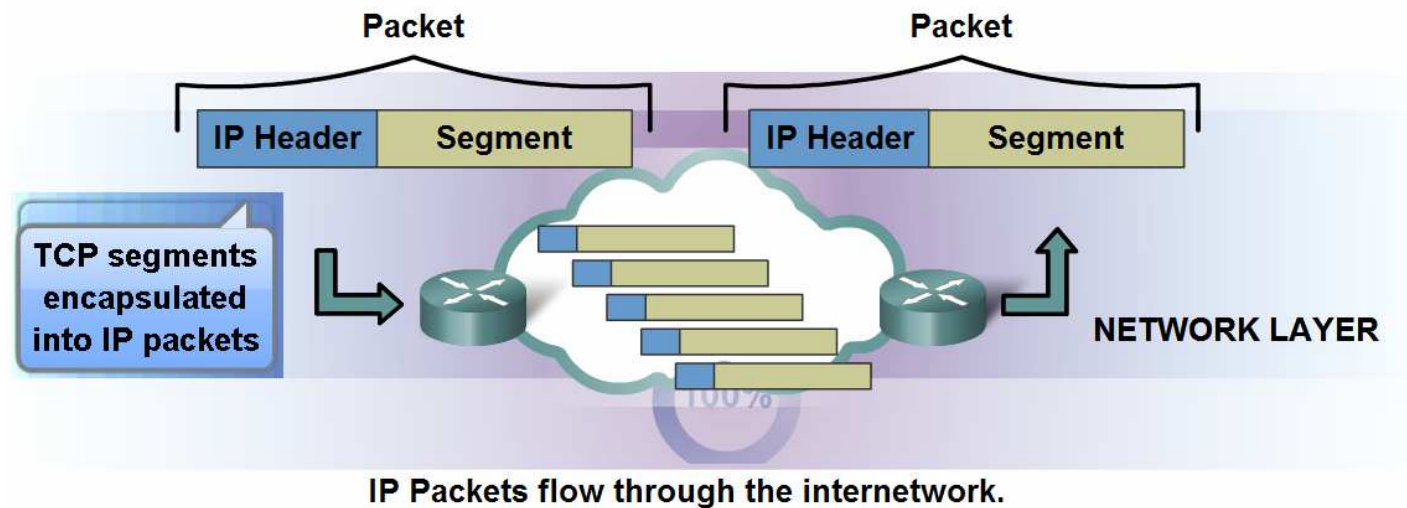 Packet
Packet
IP Header
Segment
IP Header
Segment
TCP segments
encapsulated
into IP packets
NETWORK LAYER
100%
IP Packets flow through the internetwork.